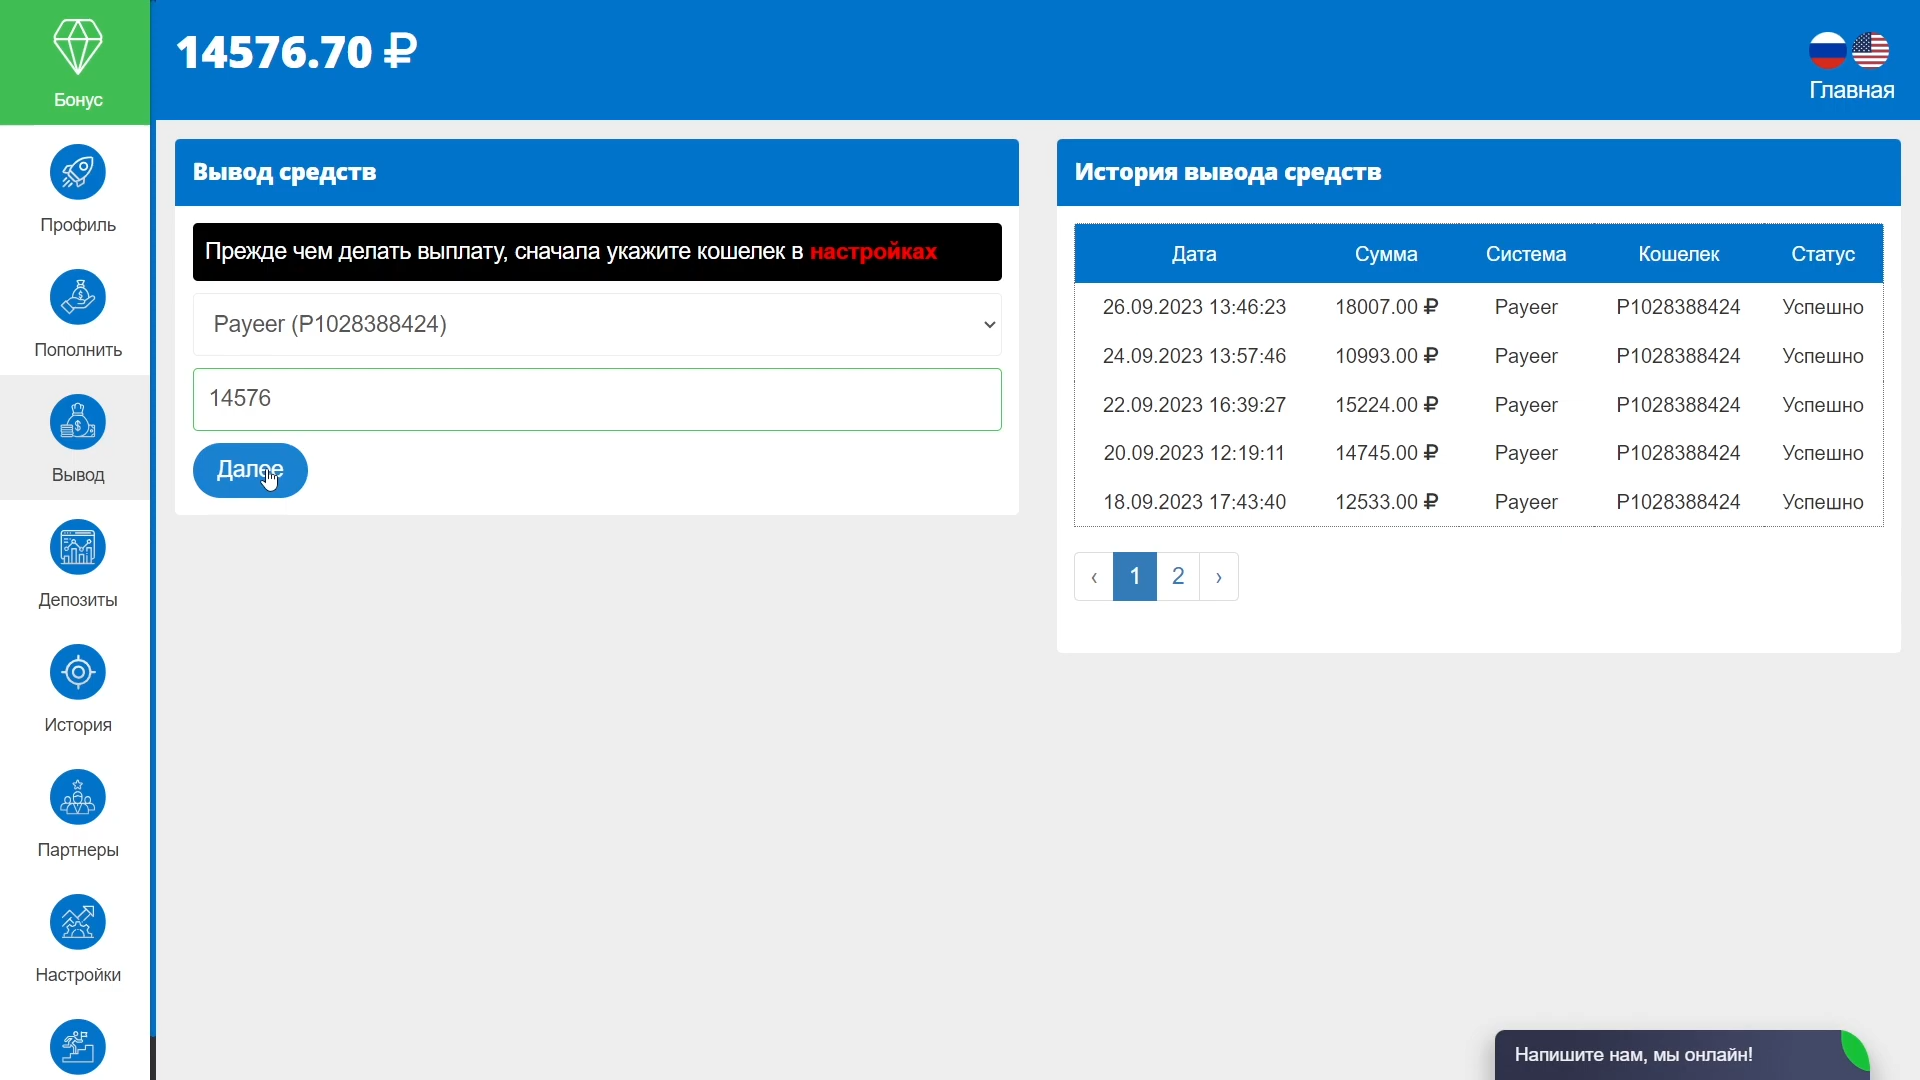 14576.70 ₽
Главная
Бонус
Профиль
Пополнить
Вывод
Депозиты
История
Партнеры
Настройки
Вывод средств
Прежде чем делать выплату, сначала укажите кошелек в настройках
Payeer (P1028388424)
14576
Далее
История вывода средств
Дата Сумма Система Кошелек Статус
26.09.2023 13:46:23 18007.00 ₽ Payeer P1028388424 Успешно
24.09.2023 13:57:46 10993.00 ₽ Payeer P1028388424 Успешно
22.09.2023 16:39:27 15224.00 ₽ Payeer P1028388424 Успешно
20.09.2023 12:19:11 14745.00 ₽ Payeer P1028388424 Успешно
18.09.2023 17:43:40 12533.00 ₽ Payeer P1028388424 Успешно
‹ 1 2 ›
Напишите нам, мы онлайн!